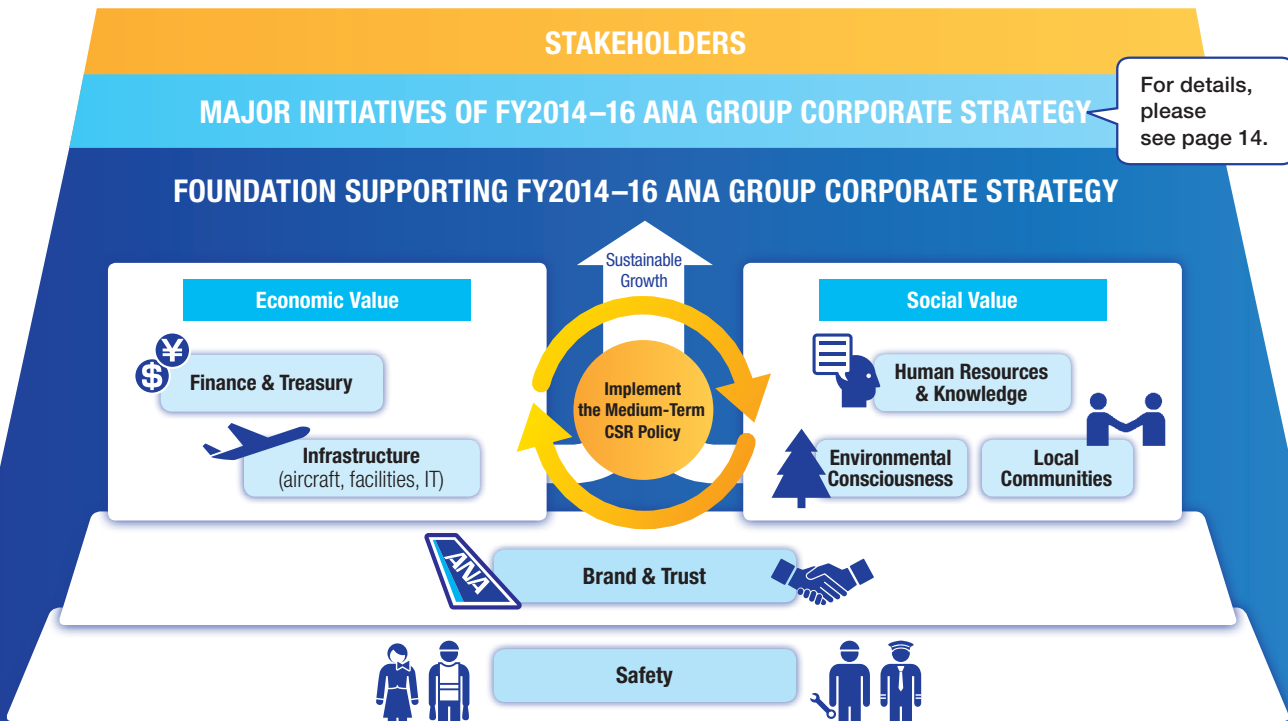 STAKEHOLDERS
MAJOR INITIATIVES OF FY2014–16 ANA GROUP CORPORATE STRATEGY
For details,
please
see page 14.
FOUNDATION SUPPORTING FY2014–16 ANA GROUP CORPORATE STRATEGY
Sustainable
Growth
Economic Value
¥
$
Finance & Treasury
Infrastructure
(aircraft, facilities, IT)
Implement
the Medium-Term
CSR Policy
Social Value
Human Resources
& Knowledge
Environmental
Consciousness
Local
Communities
ANA
Brand & Trust
Safety